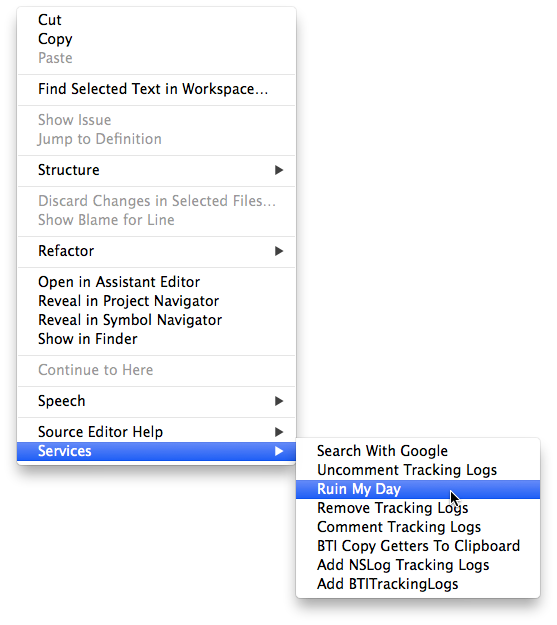 Cut
Copy
Paste
Find Selected Text in Workspace...
Show Issue
Jump to Definition
Structure
Discard Changes in Selected Files...
Show Blame for Line
Refactor
Open in Assistant Editor
Reveal in Project Navigator
Reveal in Symbol Navigator
Show in Finder
Continue to Here
Speech
Source Editor Help
Services
Search With Google
Uncomment Tracking Logs
Ruin My Day
Remove Tracking Logs
Comment Tracking Logs
BTI Copy Getters To Clipboard
Add NSLog Tracking Logs
Add BTITrackingLogs